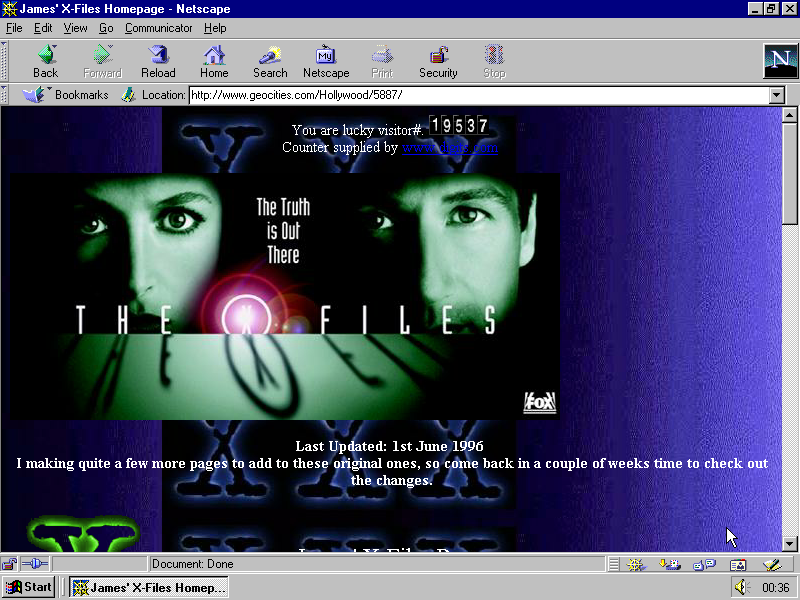 James' X-Files Homepage - Netscape
File Edit View Go Communicator Help
Back Forward Reload Home Search Netscape Print Security Stop
My
N
Bookmarks Location: http://www.geocities.com/Hollywood/5887/
You are lucky visitor#. 19537
Counter supplied by
The Truth
is Out
There
THE X FILES
FOX
Last Updated: 1st June 1996
I making quite a few more pages to add to these original ones, so come back in a couple of weeks time to check out
the changes.
James' X-Files
Document: Done
Start James' X-Files Homep... 00:36